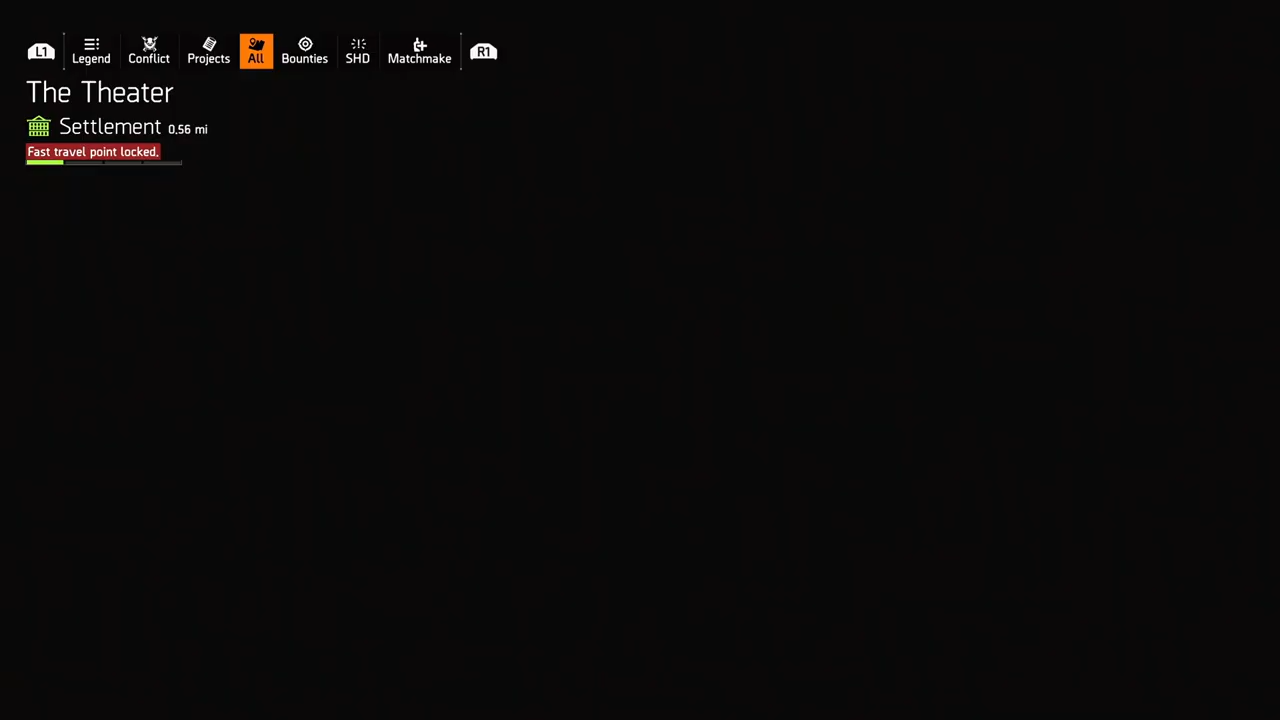 L1 Legend Conflict Projects All Bounties SHD Matchmake R1
The Theater
Settlement 0.56 mi
Fast travel point locked.